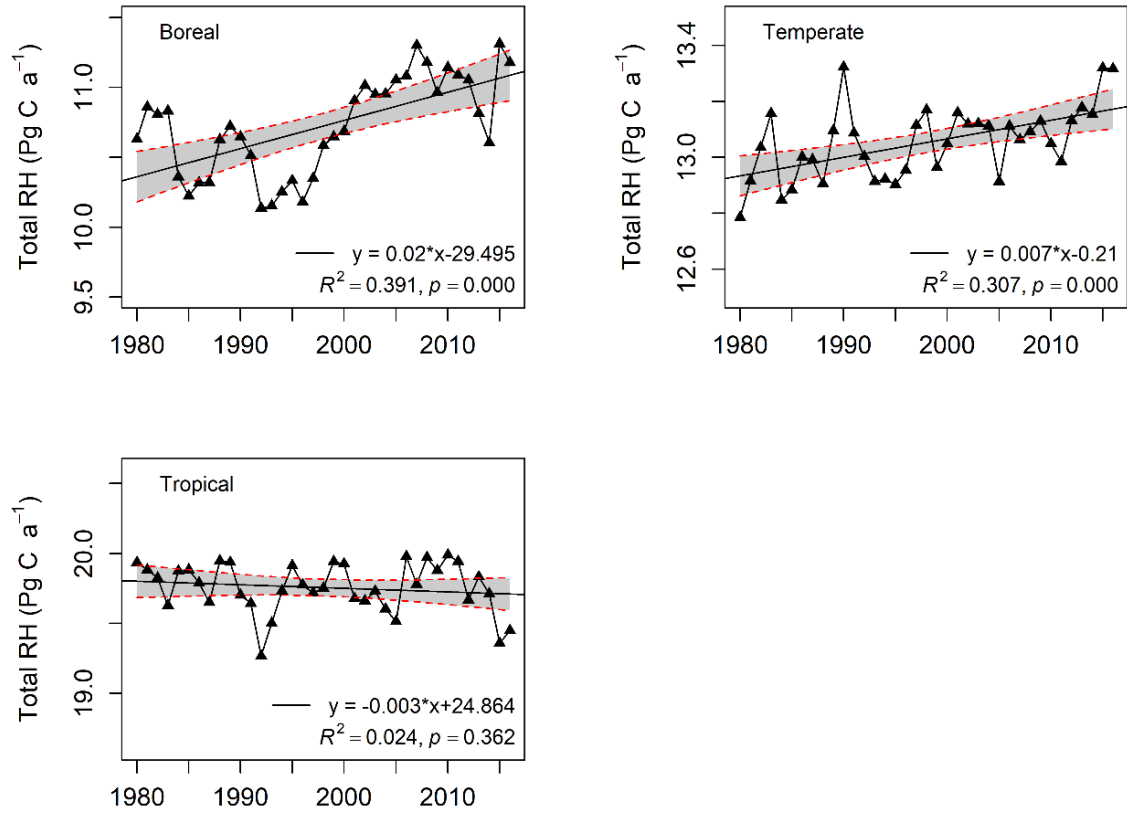 Boreal
Total RH (Pg C a⁻¹)
11.0
10.0
9.5
y = 0.02*x-29.495
R² = 0.391, p = 0.000
1980 1990 2000 2010
Temperate
Total RH (Pg C a⁻¹)
13.4
13.0
12.6
y = 0.007*x-0.21
R² = 0.307, p = 0.000
1980 1990 2000 2010
Tropical
Total RH (Pg C a⁻¹)
20.0
19.0
y = -0.003*x+24.864
R² = 0.024, p = 0.362
1980 1990 2000 2010